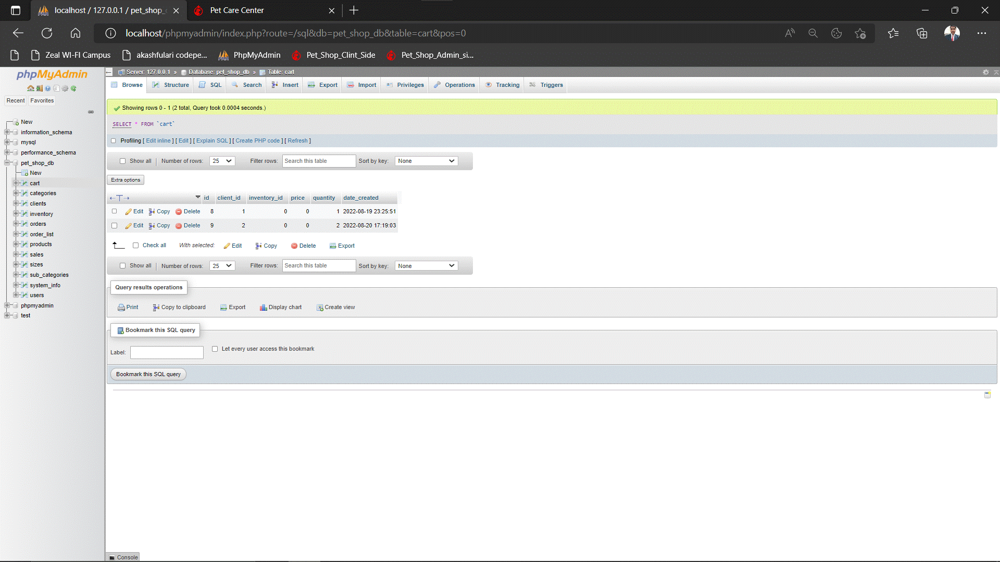 localhost / 127.0.0.1 / pet_shop_
Pet Care Center
localhost/phpmyadmin/index.php?route=/sql&db=pet_shop_db&table=cart&pos=0
Zeal WI-FI Campus
akashfulari codepe...
PhpMyAdmin
Pet_Shop_Clint_Side
Pet_Shop_Admin_si...
phpMyAdmin
Recent Favorites
New
information_schema
mysql
performance_schema
pet_shop_db
New
cart
categories
clients
inventory
orders
order_list
products
sales
sizes
sub_categories
system_info
users
phpmyadmin
test
Server: 127.0.0.1 » Database: pet_shop_db » Table: cart
Browse Structure SQL Search Insert Export Import Privileges Operations Tracking Triggers
Showing rows 0 - 1 (2 total, Query took 0.0004 seconds.)
SELECT * FROM `cart`
Profiling [ Edit inline ] [ Edit ] [ Explain SQL ] [ Create PHP code ] [ Refresh ]
Show all | Number of rows: 25 Filter rows: Search this table Sort by key: None
Extra options
←T→ id client_id inventory_id price quantity date_created
Edit Copy Delete 8 1 0 0 1 2022-08-19 23:25:51
Edit Copy Delete 9 2 0 0 2 2022-08-20 17:19:03
Check all With selected: Edit Copy Delete Export
Show all | Number of rows: 25 Filter rows: Search this table Sort by key: None
Query results operations
Print Copy to clipboard Export Display chart Create view
Bookmark this SQL query
Label: Let every user access this bookmark
Bookmark this SQL query
Console